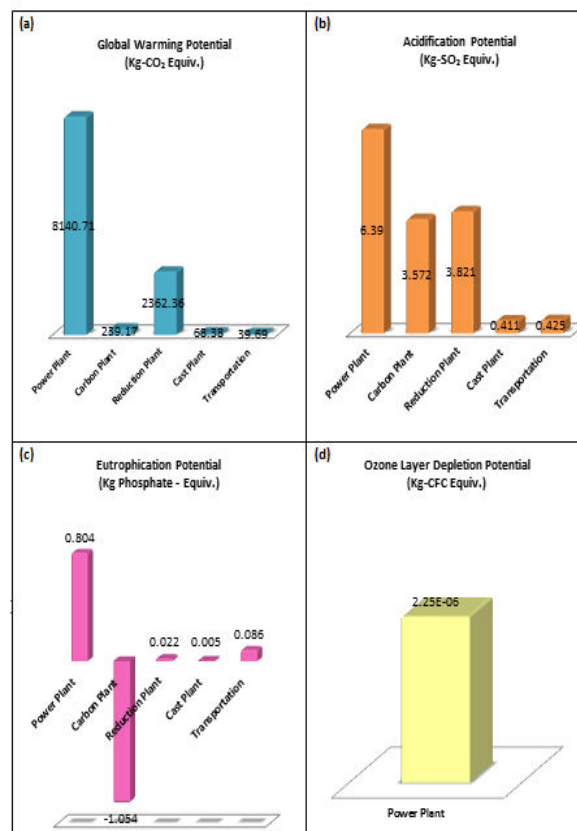 (a)
Global Warming Potential
(Kg-CO₂ Equiv.)
8140.71
239.17
2362.36
68.38
39.69
Power Plant
Carbon Plant
Reduction Plant
Cast Plant
Transportation
(b)
Acidification Potential
(Kg-SO₂ Equiv.)
6.39
3.572
3.821
0.411
0.425
Power Plant
Carbon Plant
Reduction Plant
Cast Plant
Transportation
(c)
Eutrophication Potential
(Kg Phosphate - Equiv.)
0.804
-1.054
0.022
0.005
0.086
Power Plant
Carbon Plant
Reduction Plant
Cast Plant
Transportation
(d)
Ozone Layer Depletion Potential
(Kg-CFC Equiv.)
2.25E-06
Power Plant